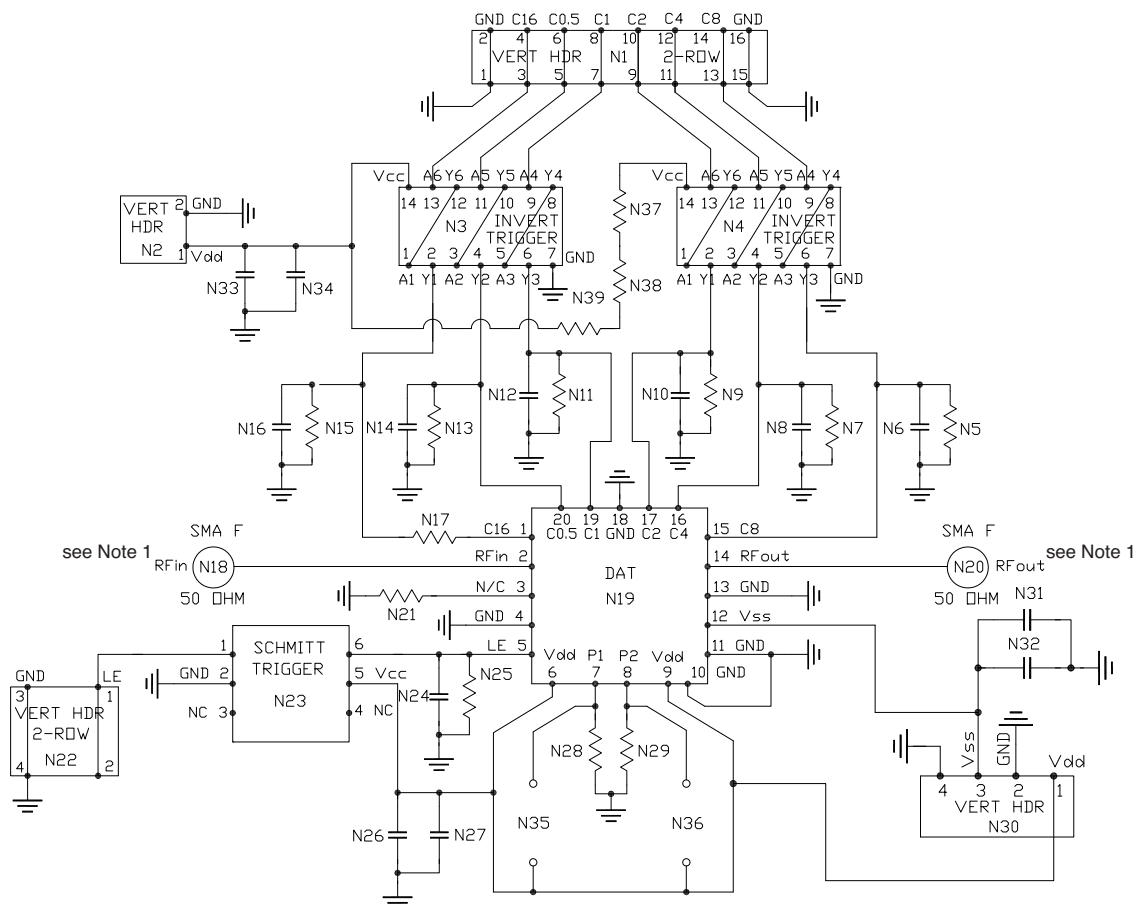 GND C16 C0.5 C1 C2 C4 C8 GND
2 4 6 8 10 12 14 16
VERT HDR N1 2-ROW
1 3 5 7 9 11 13 15
Vcc A6 Y6 A5 Y5 A4 Y4
14 13 12 11 10 9 8
N3 INVERT TRIGGER
1 2 3 4 5 6 7
A1 Y1 A2 Y2 A3 Y3
GND
N37
N38
N39
Vcc A6 Y6 A5 Y5 A4 Y4
14 13 12 11 10 9 8
N4 INVERT TRIGGER
1 2 3 4 5 6 7
A1 Y1 A2 Y2 A3 Y3
GND
VERT 2 GND
HDR
N2 1 Vdd
N33 N34
N16 N15 N14 N13 N12 N11 N10 N9 N8 N7 N6 N5
20 19 18 17 16
C0.5 C1 GND C2 C4
N17 C16 1
15 C8
SMA F
see Note 1
RFin N18
50 OHM
RFin 2
14 RFout
SMA F
see Note 1
N20 RFout
50 OHM
DAT
N19
N21 N/C 3
13 GND
GND 4
12 Vss
LE 5
11 GND
Vdd P1 P2 Vdd
6 7 8 9 10 GND
N31
N32
1 SCHMITT 6
TRIGGER
GND 2 5 Vcc
N23
NC 3 4 NC
N24 N25
GND LE
3 1
VERT HDR
2-ROW
N22
4 2
N28 N29
N26 N27 N35 N36
Vss GND Vdd
4 3 2 1
VERT HDR
N30